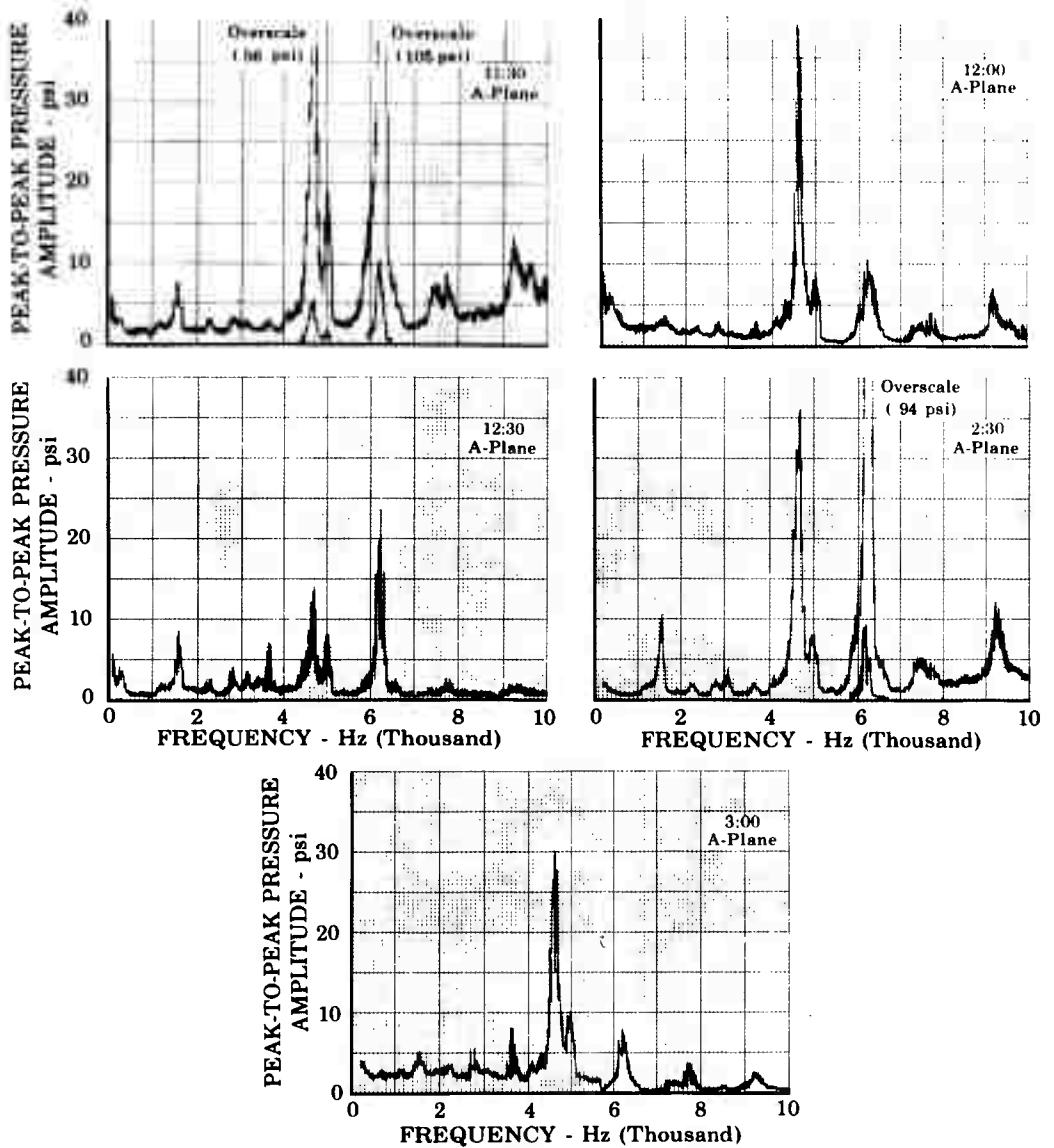 PEAK-TO-PEAK PRESSURE
AMPLITUDE - psi
40
30
20
10
0
Overscale
( 56 psi)
Overscale
(105 psi)
11:30
A-Plane
12:00
A-Plane
PEAK-TO-PEAK PRESSURE
AMPLITUDE - psi
40
30
20
10
0
12:30
A-Plane
0 2 4 6 8 10
FREQUENCY - Hz (Thousand)
Overscale
( 94 psi)
2:30
A-Plane
0 2 4 6 8 10
FREQUENCY - Hz (Thousand)
PEAK-TO-PEAK PRESSURE
AMPLITUDE - psi
40
30
20
10
0
3:00
A-Plane
0 2 4 6 8 10
FREQUENCY - Hz (Thousand)